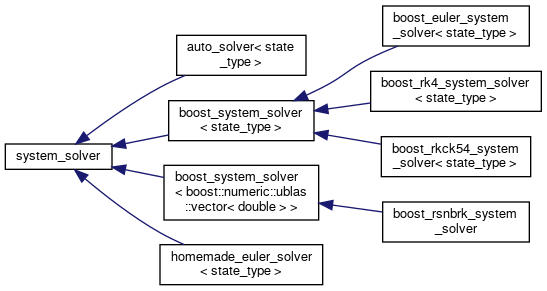 system_solver
auto_solver< state
_type >
boost_system_solver
< state_type >
boost_system_solver
< boost::numeric::ublas
::vector< double > >
homemade_euler_solver
< state_type >
boost_euler_system
_solver< state_type >
boost_rk4_system_solver
< state_type >
boost_rkck54_system
_solver< state_type >
boost_rsnbrk_system
_solver